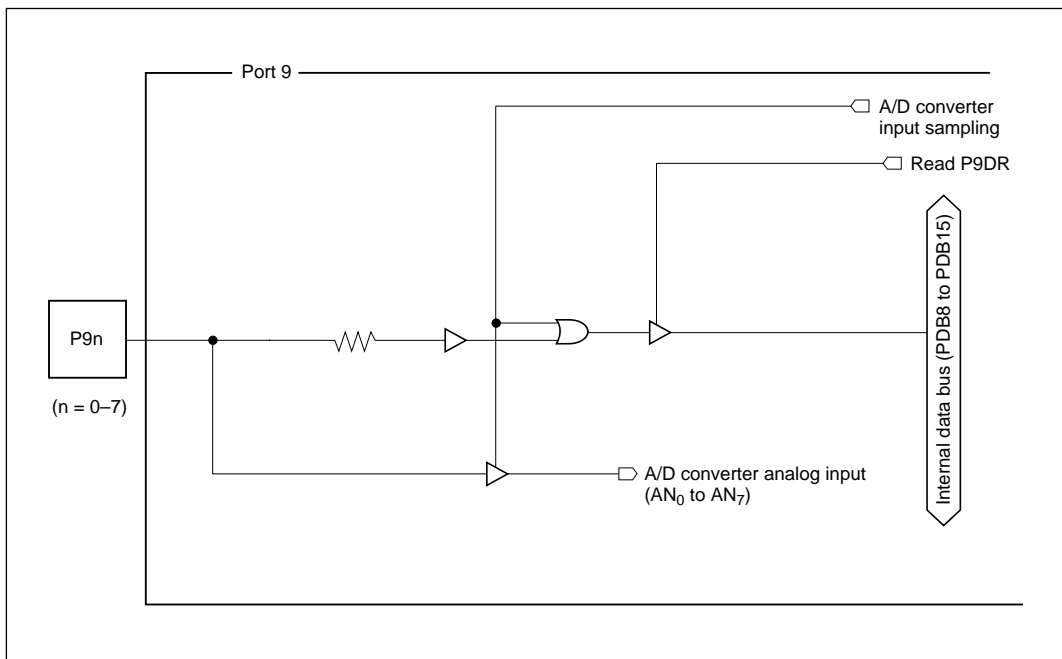 Port 9
A/D converter
input sampling
Read P9DR
Internal data bus (PDB8 to PDB15)
P9n
(n = 0–7)
A/D converter analog input
(AN0 to AN7)